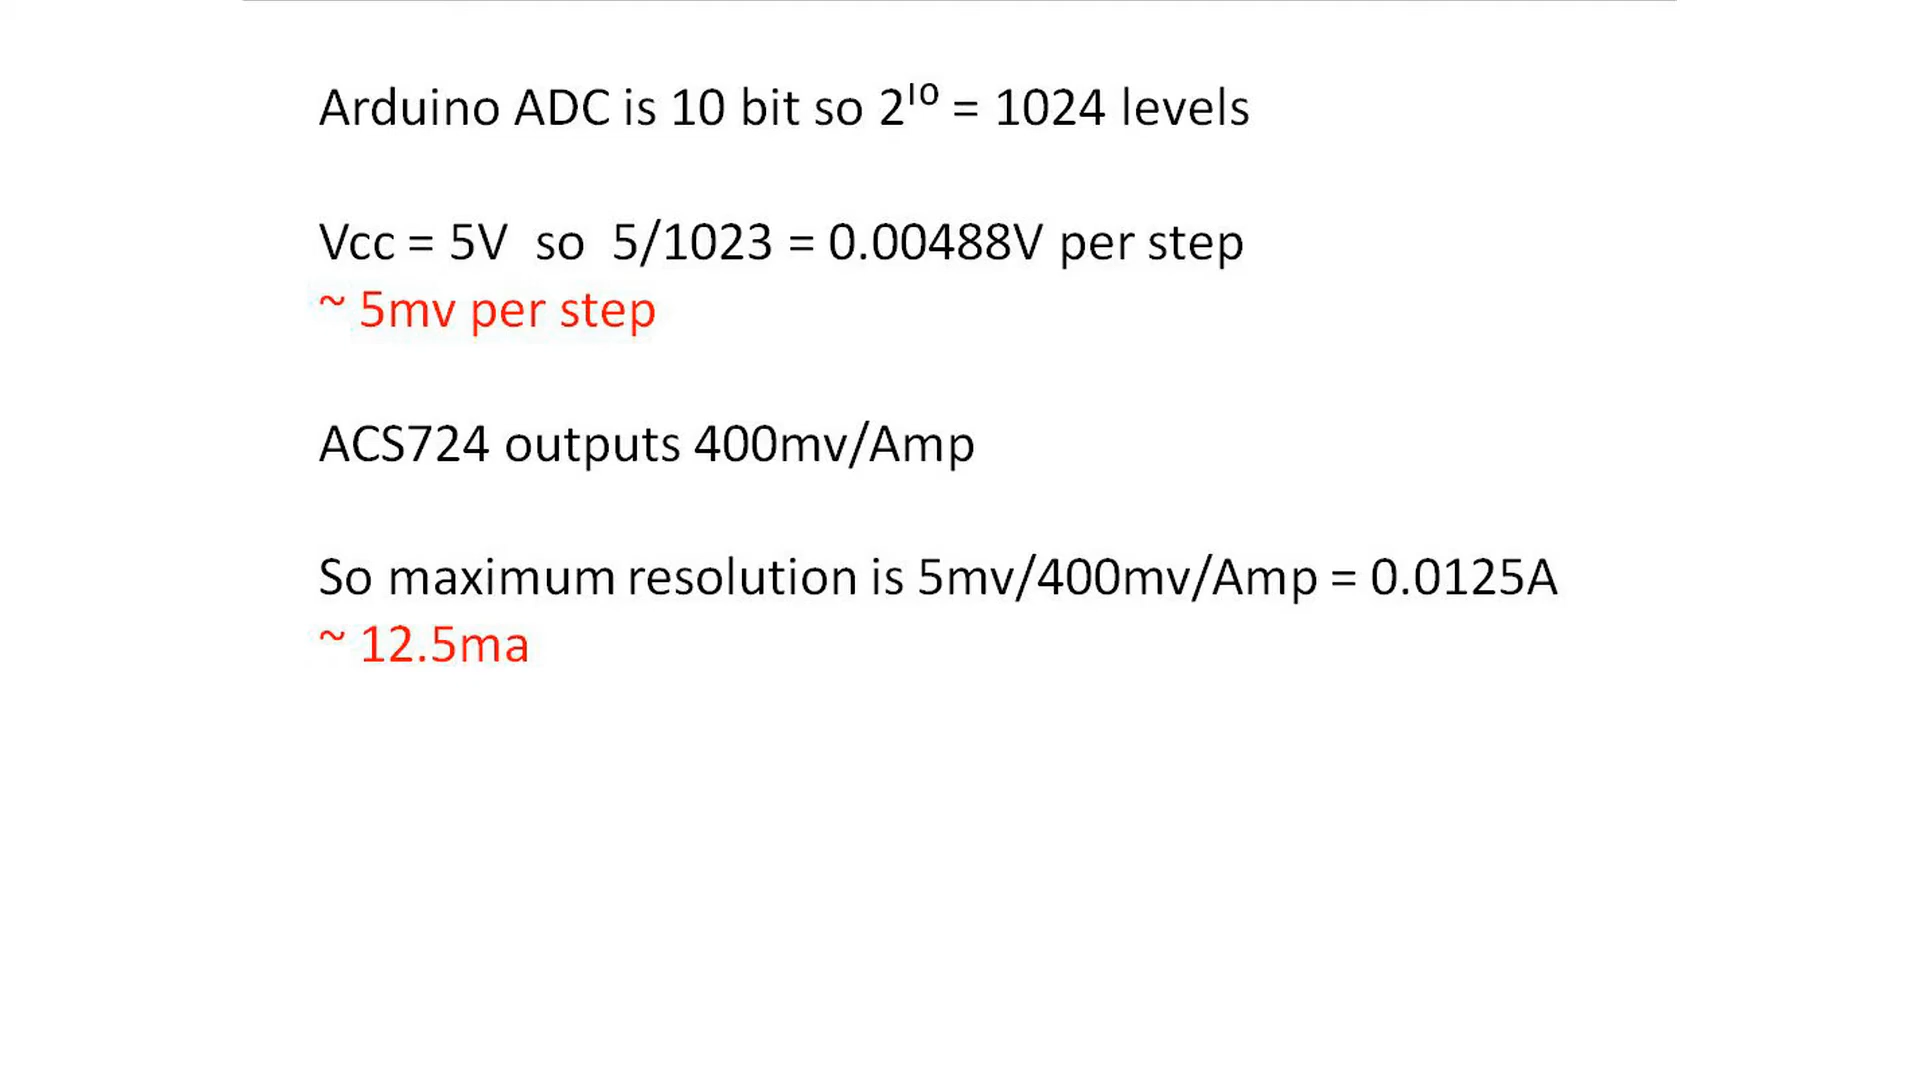 Arduino ADC is 10 bit so 2¹⁰ = 1024 levels
Vcc = 5V so 5/1023 = 0.00488V per step
~ 5mv per step
ACS724 outputs 400mv/Amp
So maximum resolution is 5mv/400mv/Amp = 0.0125A
~ 12.5ma